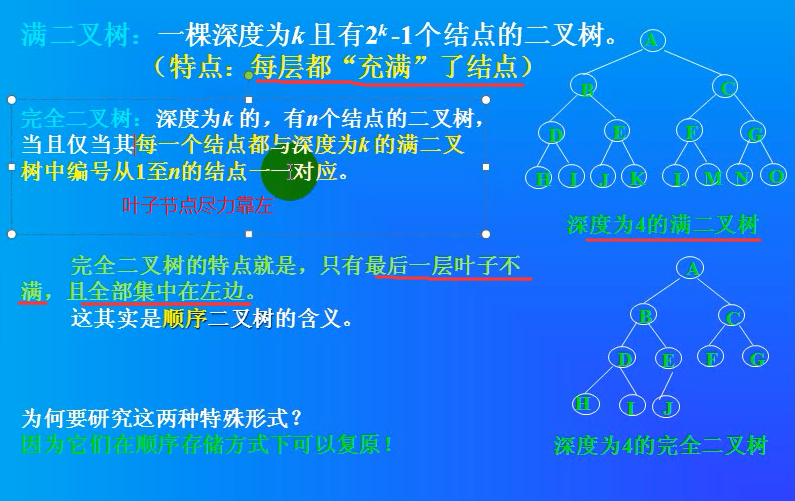 满二叉树：一棵深度为k 且有2ᵏ -1个结点的二叉树。
（特点：每层都“充满”了结点）
完全二叉树：深度为k 的，有n个结点的二叉树，
当且仅当其每一个结点都与深度为k 的满二叉
树中编号从1至n的结点一一对应。
叶子节点尽力靠左
完全二叉树的特点就是，只有最后一层叶子不
满，且全部集中在左边。
这其实是顺序二叉树的含义。
为何要研究这两种特殊形式？
因为它们在顺序存储方式下可以复原！
A
B C
D E F G
H I J K L M N O
深度为4的满二叉树
A
B C
D E F G
H I J
深度为4的完全二叉树